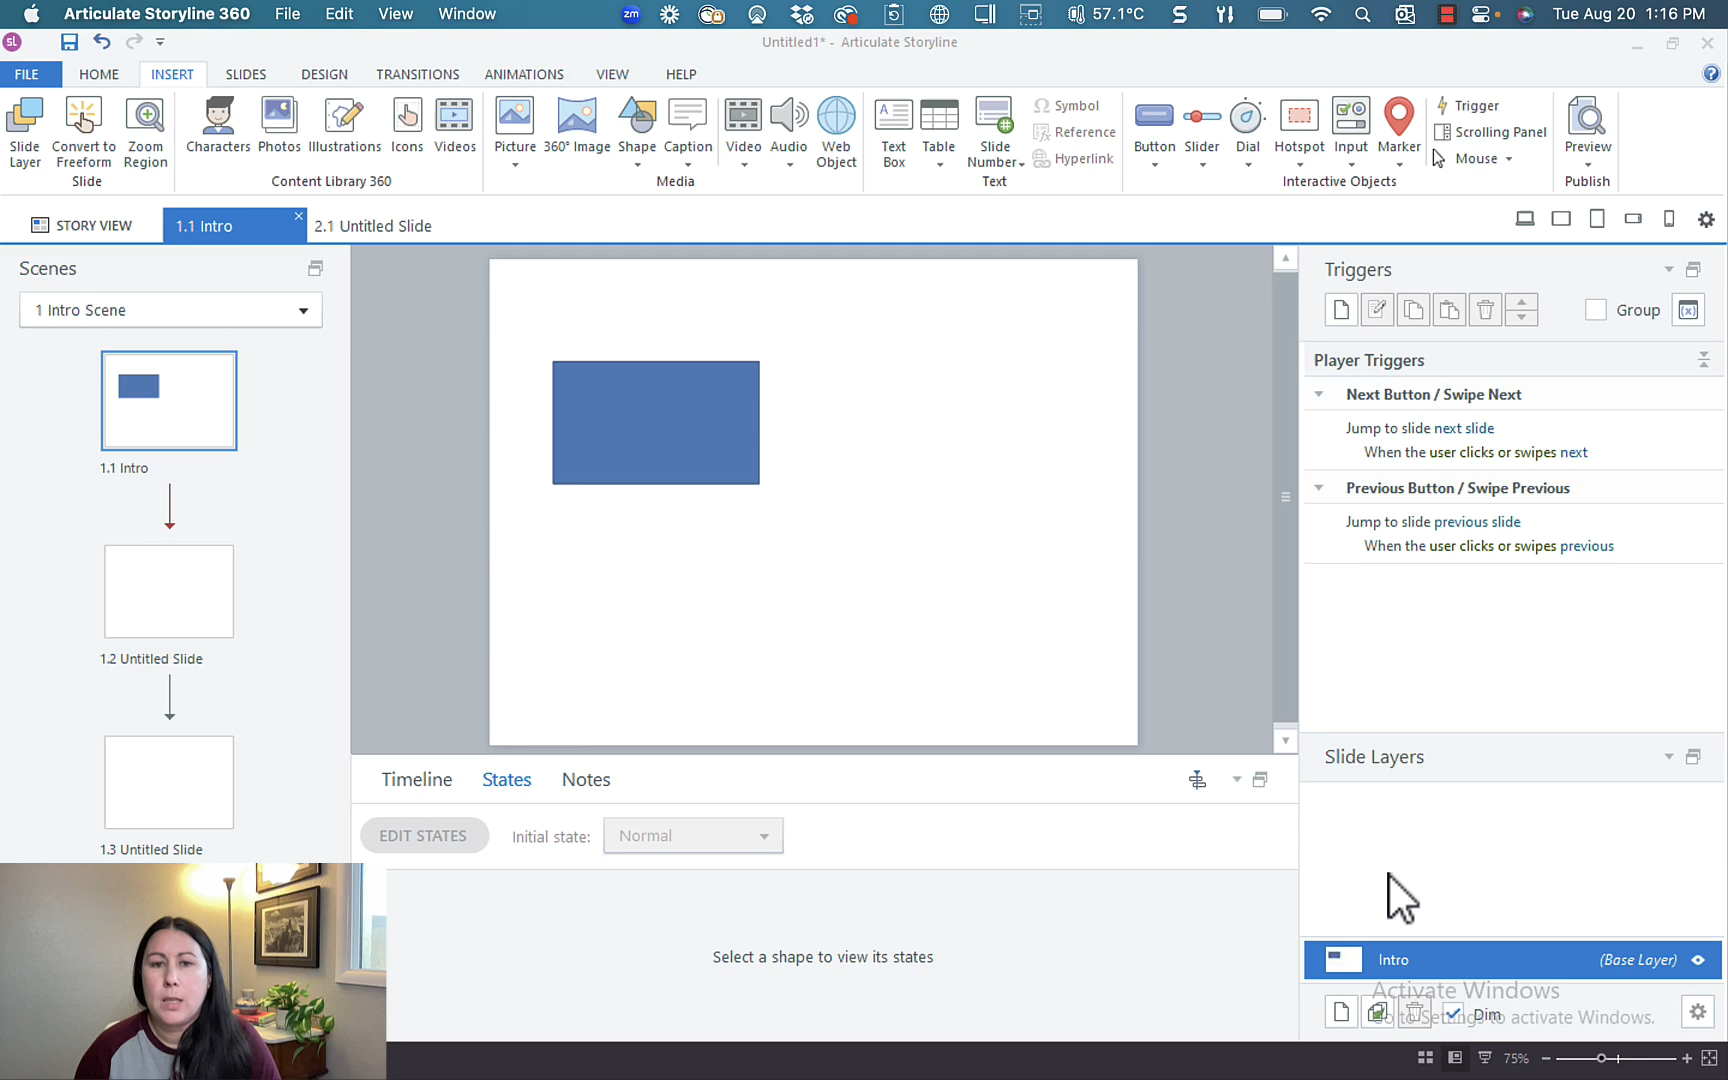 Articulate Storyline 360 File Edit View Window zm 57.1°C Tue Aug 20 1:16 PM
sl Untitled1* - Articulate Storyline
FILE HOME INSERT SLIDES DESIGN TRANSITIONS ANIMATIONS VIEW HELP
Slide Layer
Convert to Freeform
Zoom Region
Slide
Characters Photos Illustrations Icons Videos
Content Library 360
Picture 360° Image Shape Caption Video Audio Web Object
Media
Text Box
Table
Slide Number
Symbol
Reference
Hyperlink
Text
Button Slider Dial Hotspot Input Marker
Trigger
Scrolling Panel
Mouse
Interactive Objects
Preview
Publish
STORY VIEW 1.1 Intro 2.1 Untitled Slide
Scenes
1 Intro Scene
1.1 Intro
1.2 Untitled Slide
1.3 Untitled Slide
Triggers
Group
Player Triggers
Next Button / Swipe Next
Jump to slide next slide
When the user clicks or swipes next
Previous Button / Swipe Previous
Jump to slide previous slide
When the user clicks or swipes previous
Timeline States Notes
EDIT STATES Initial state: Normal
Select a shape to view its states
Slide Layers
Intro (Base Layer)
Activate Windows
Go to Settings to activate Windows.
Dim
75%